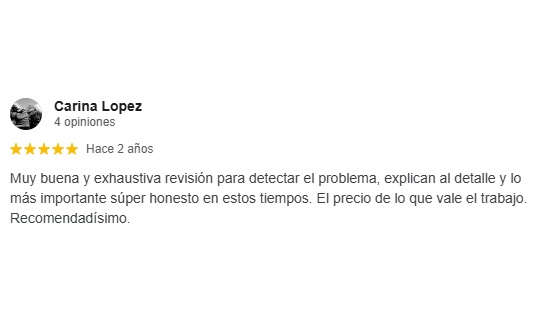 Carina Lopez
4 opiniones
Hace 2 años
Muy buena y exhaustiva revisión para detectar el problema, explican al detalle y lo
más importante súper honesto en estos tiempos. El precio de lo que vale el trabajo.
Recomendadísimo.